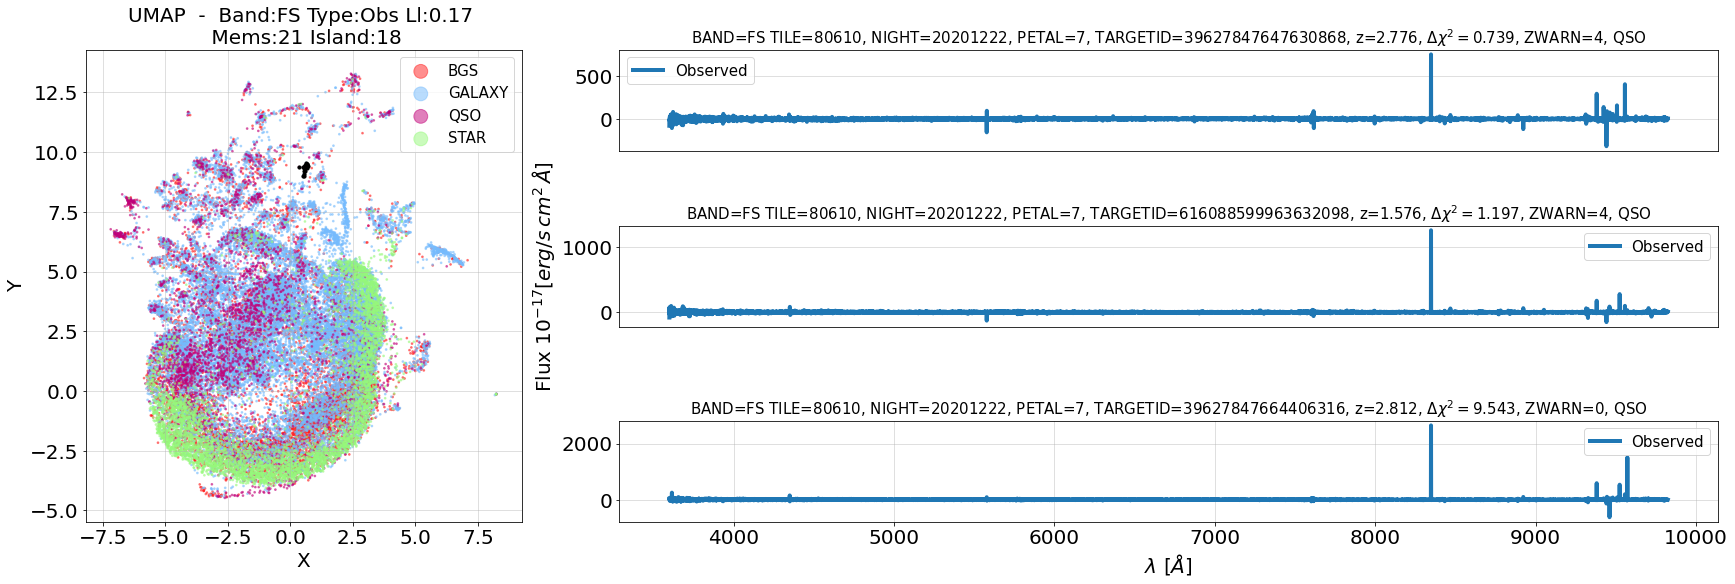 UMAP  -  Band:FS Type:Obs Ll:0.17
Mems:21 Island:18
BGS
GALAXY
QSO
STAR
12.5
10.0
7.5
5.0
2.5
0.0
−2.5
−5.0
Y
−7.5 −5.0 −2.5 0.0 2.5 5.0 7.5
X
BAND=FS TILE=80610, NIGHT=20201222, PETAL=7, TARGETID=39627847647630868, z=2.776, Δχ² = 0.739, ZWARN=4, QSO
Observed
500
0
BAND=FS TILE=80610, NIGHT=20201222, PETAL=7, TARGETID=616088599963632098, z=1.576, Δχ² = 1.197, ZWARN=4, QSO
Observed
1000
0
Flux 10⁻¹⁷[erg/s cm² Å]
BAND=FS TILE=80610, NIGHT=20201222, PETAL=7, TARGETID=39627847664406316, z=2.812, Δχ² = 9.543, ZWARN=0, QSO
Observed
2000
0
4000 5000 6000 7000 8000 9000 10000
λ [Å]